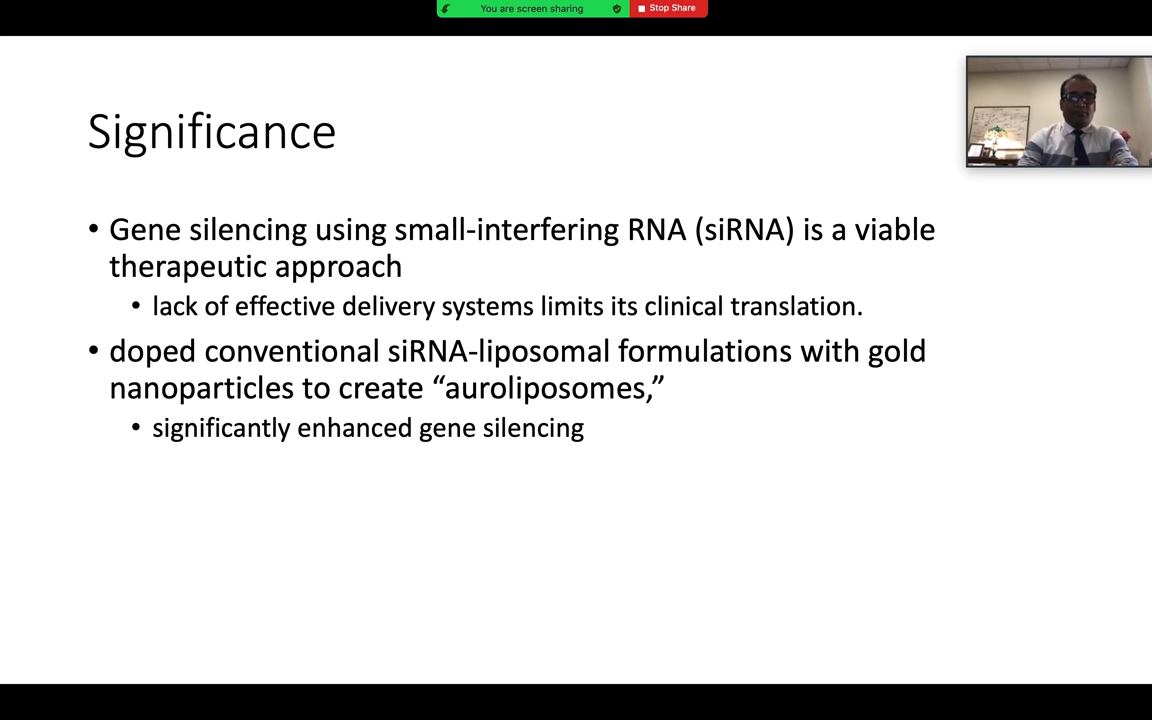 You are screen sharing
Stop Share
Significance
• Gene silencing using small-interfering RNA (siRNA) is a viable
therapeutic approach
• lack of effective delivery systems limits its clinical translation.
• doped conventional siRNA-liposomal formulations with gold
nanoparticles to create “auroliposomes,”
• significantly enhanced gene silencing